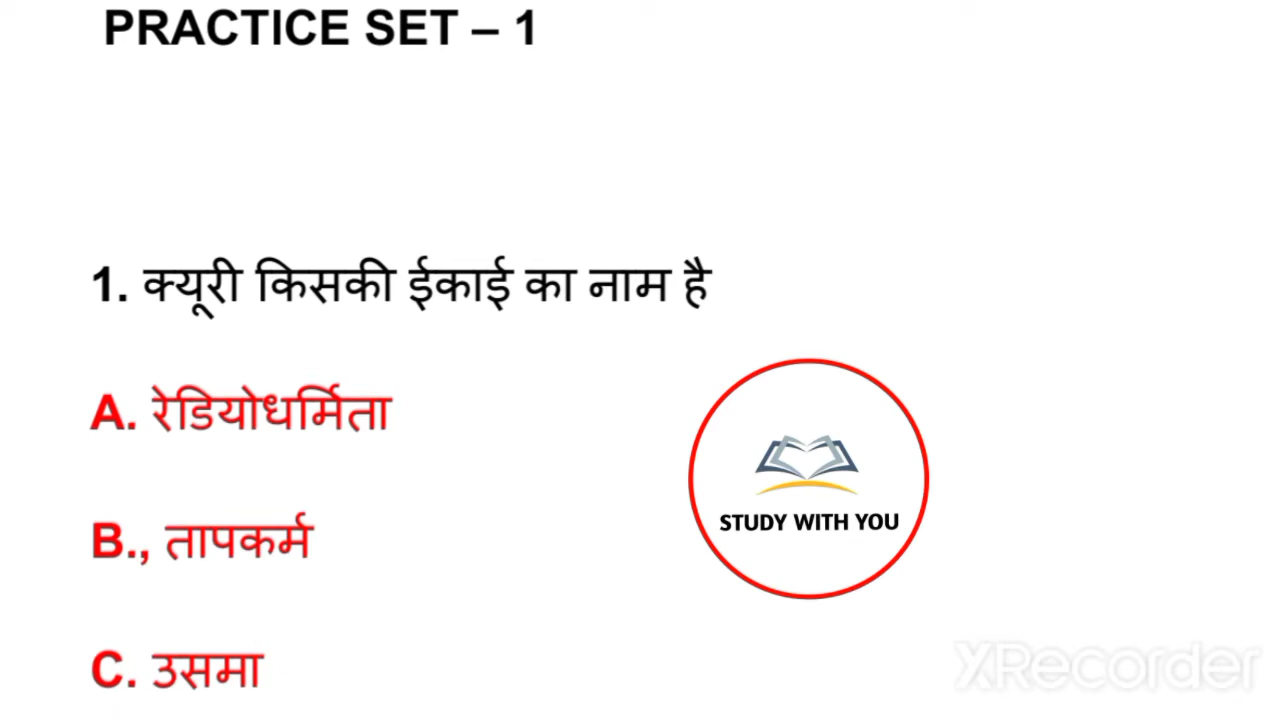 PRACTICE SET – 1
1. क्यूरी किसकी ईकाई का नाम है
A. रेडियोधर्मिता
B., तापकर्म
STUDY WITH YOU
C. उसमा
XRecorder